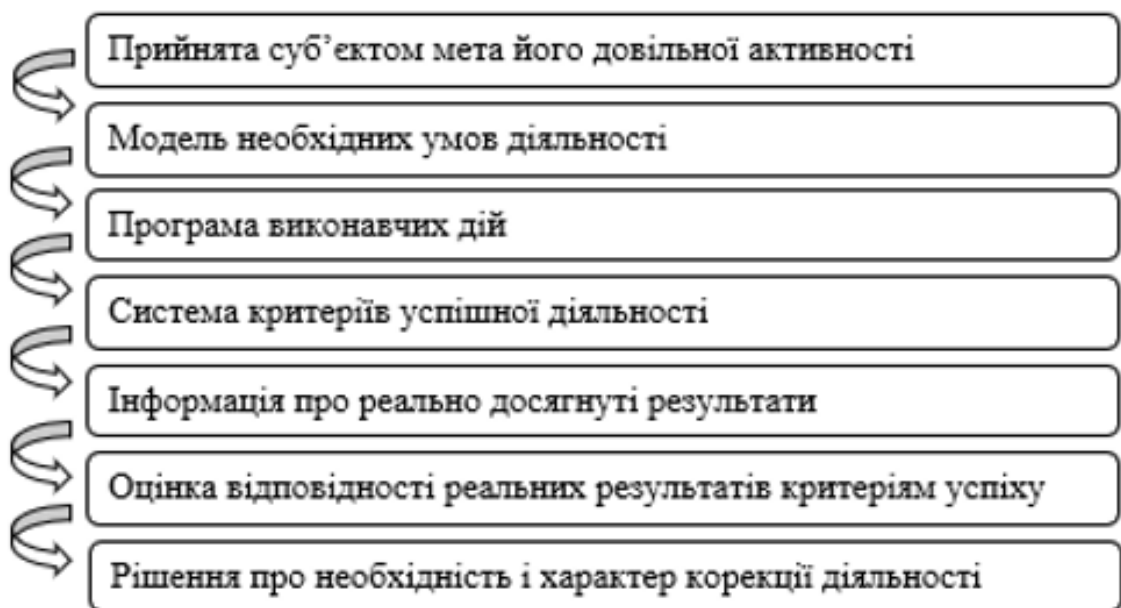 Прийнята суб’єктом мета його довільної активності
Модель необхідних умов діяльності
Програма виконавчих дій
Система критеріїв успішної діяльності
Інформація про реально досягнуті результати
Оцінка відповідності реальних результатів критеріям успіху
Рішення про необхідність і характер корекції діяльності